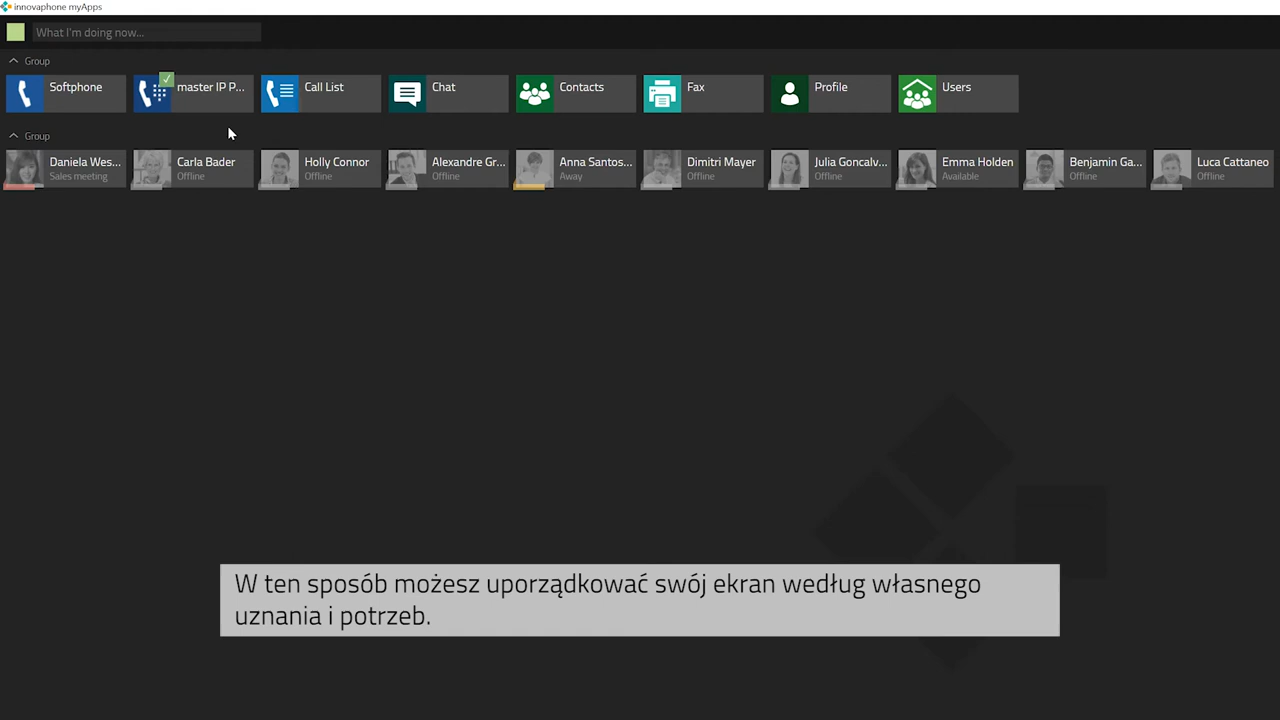 innovaphone myApps
What I'm doing now...
Group
Softphone
master IP P...
Call List
Chat
Contacts
Fax
Profile
Users
Group
Daniela Wes...
Sales meeting
Carla Bader
Offline
Holly Connor
Offline
Alexandre Gr...
Offline
Anna Santos...
Away
Dimitri Mayer
Offline
Julia Goncalv...
Offline
Emma Holden
Available
Benjamin Ga...
Offline
Luca Cattaneo
Offline
W ten sposób możesz uporządkować swój ekran według własnego
uznania i potrzeb.